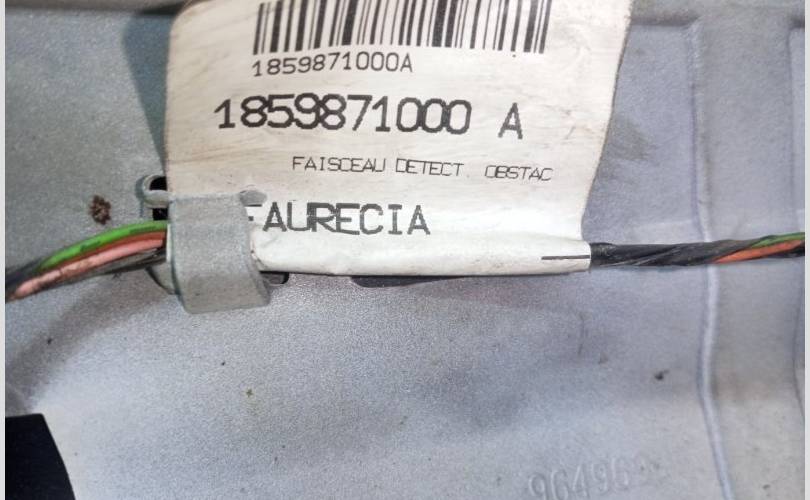 1859871000A
1859871000 A
FAISCEAU DETECT. OBSTAC
FAURECIA